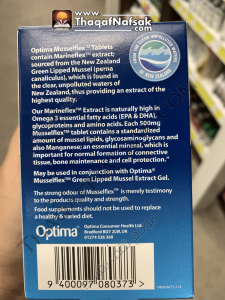 www.
ThaqafNafsak
.com
Optima Musselflex™ Tablets
contain Marineflex™ extract;
sourced from the New Zealand
Green Lipped Mussel (perna
canaliculus), which is found in
the clear, unpolluted waters of
New Zealand, thus providing an extract of the
highest quality.
Our Marineflex™ Extract is naturally high in
Omega 3 essential fatty acids (EPA & DHA),
glycoproteins and amino acids. Each 500mg
Musselflex™ tablet contains a standardized
amount of mussel lipids, glycosaminoglycans and
also Manganese; an essential mineral, which is
important for normal formation of connective
tissue, bone maintenance and cell protection.*
May be used in conjunction with Optima®
Musselflex™ Green Lipped Mussel Extract Gel.
The strong odour of Musselflex™ is merely testimony
to the products quality and strength.
Food supplements should not be used to replace
a healthy & varied diet.
Optima
Optima Consumer Health Ltd.
Bradford BD7 2UW, UK
01274 526 360
9 400097 080373 >